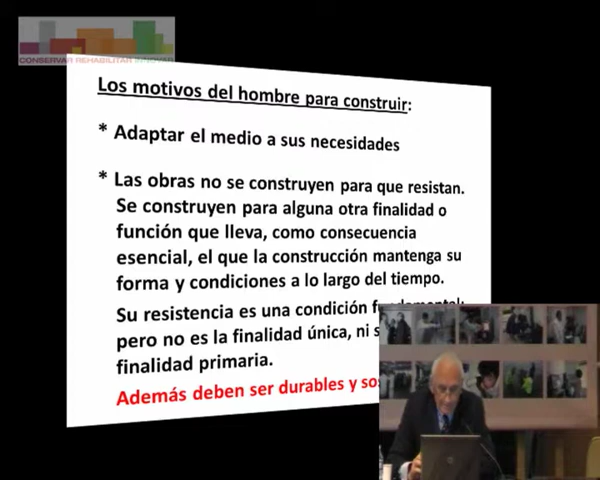 CONSERVAR REHABILITAR INNOVAR
Los motivos del hombre para construir:
* Adaptar el medio a sus necesidades
* Las obras no se construyen para que resistan.
Se construyen para alguna otra finalidad o
función que lleva, como consecuencia
esencial, el que la construcción mantenga su
forma y condiciones a lo largo del tiempo.
Su resistencia es una condición
pero no es la finalidad única, ni
finalidad primaria.
Además deben ser durables y